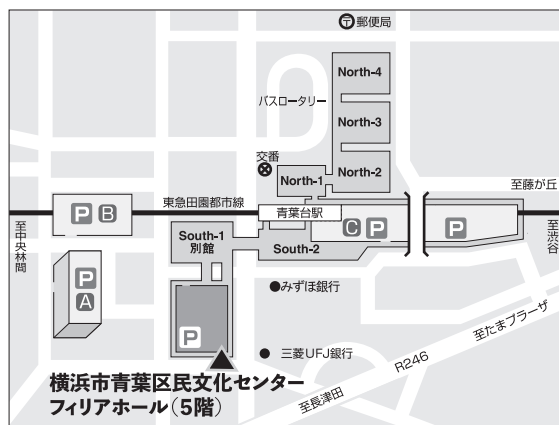 〒郵便局
North-4
バスロータリー
North-3
交番
North-2
North-1
至藤が丘
東急田園都市線
青葉台駅
P B
C P
P
至中央林間
至渋谷
South-1
別館
South-2
P
A
みずほ銀行
P
至たまプラーザ
三菱UFJ銀行
R246
至長津田
横浜市青葉区民文化センター
フィリアホール(5階)